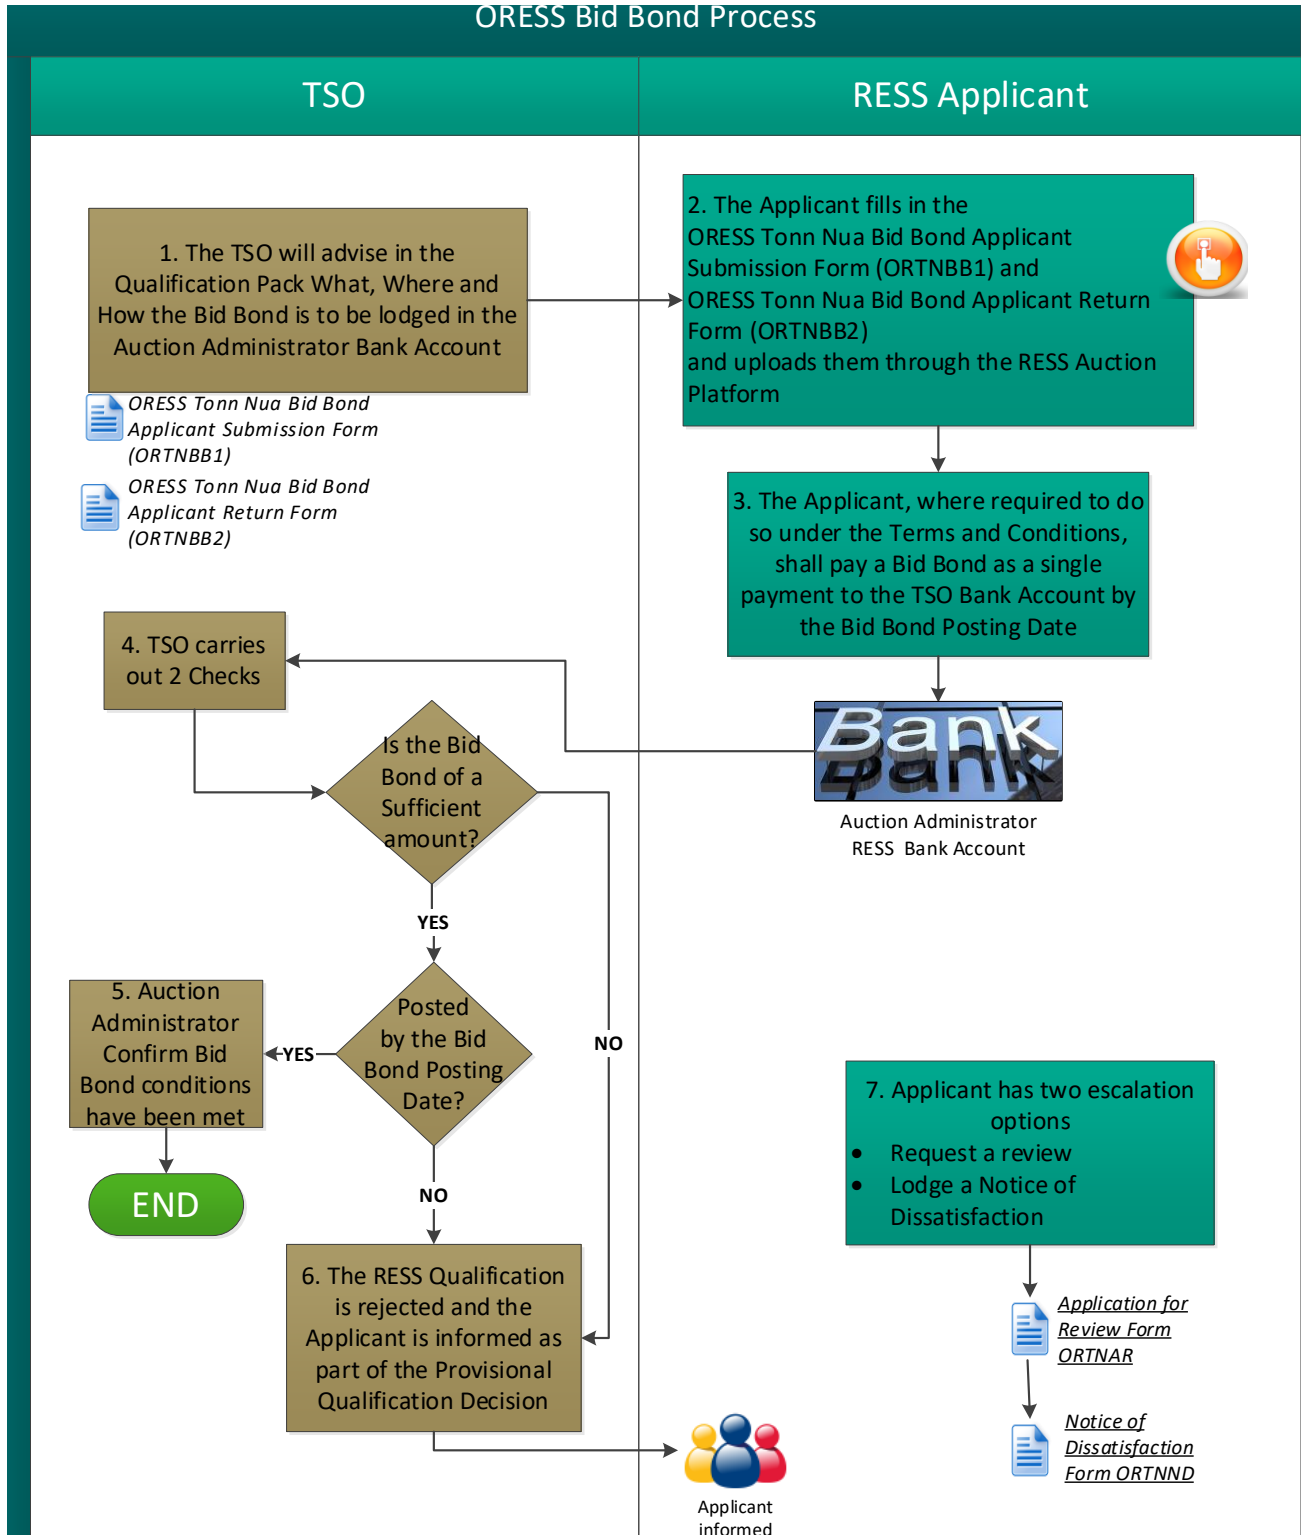 ORESS Bid Bond Process
TSO
RESS Applicant
1. The TSO will advise in the
Qualification Pack What, Where and
How the Bid Bond is to be lodged in the
Auction Administrator Bank Account
ORESS Tonn Nua Bid Bond
Applicant Submission Form
(ORTNBB1)
ORESS Tonn Nua Bid Bond
Applicant Return Form
(ORTNBB2)
2. The Applicant fills in the
ORESS Tonn Nua Bid Bond Applicant
Submission Form (ORTNBB1) and
ORESS Tonn Nua Bid Bond Applicant Return
Form (ORTNBB2)
and uploads them through the RESS Auction
Platform
3. The Applicant, where required to do
so under the Terms and Conditions,
shall pay a Bid Bond as a single
payment to the TSO Bank Account by
the Bid Bond Posting Date
Bank
Auction Administrator
RESS Bank Account
4. TSO carries
out 2 Checks
Is the Bid
Bond of a
Sufficient
amount?
YES
NO
Posted
by the Bid
Bond Posting
Date?
YES
NO
5. Auction
Administrator
Confirm Bid
Bond conditions
have been met
END
6. The RESS Qualification
is rejected and the
Applicant is informed as
part of the Provisional
Qualification Decision
Applicant
informed
7. Applicant has two escalation
options
• Request a review
• Lodge a Notice of
Dissatisfaction
Application for
Review Form
ORTNAR
Notice of
Dissatisfaction
Form ORTNND